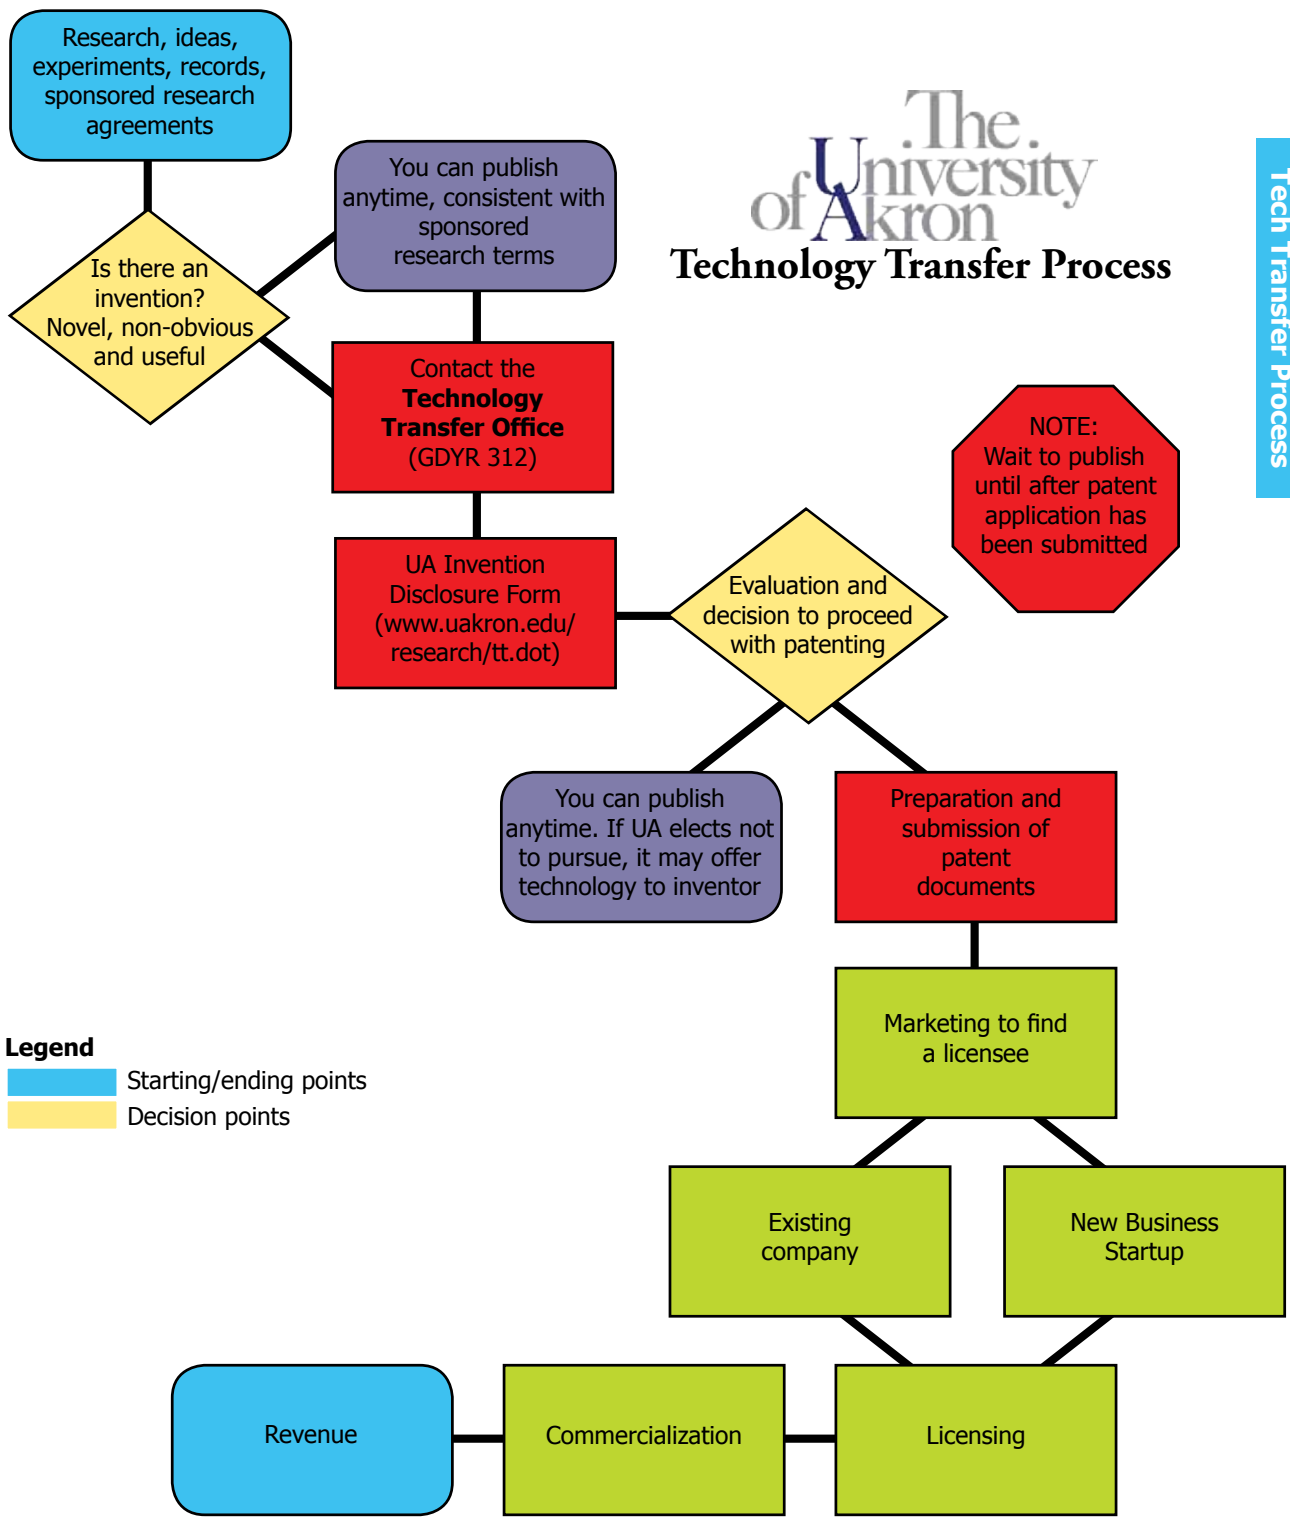 Research, ideas,
experiments, records,
sponsored research
agreements
The
University
of Akron
Technology Transfer Process
Tech Transfer Process
You can publish
anytime, consistent with
sponsored
research terms
Is there an
invention?
Novel, non-obvious
and useful
Contact the
Technology
Transfer Office
(GDYR 312)
NOTE:
Wait to publish
until after patent
application has
been submitted
UA Invention
Disclosure Form
(www.uakron.edu/
research/tt.dot)
Evaluation and
decision to proceed
with patenting
You can publish
anytime. If UA elects not
to pursue, it may offer
technology to inventor
Preparation and
submission of
patent
documents
Marketing to find
a licensee
Legend
Starting/ending points
Decision points
Existing
company
New Business
Startup
Revenue
Commercialization
Licensing